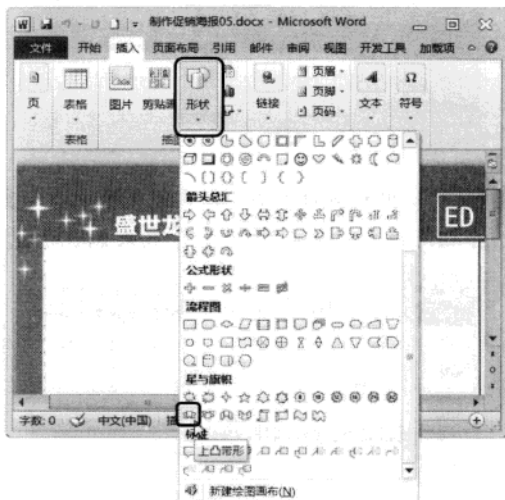 制作促销海报05.docx - Microsoft Word
文件 开始 插入 页面布局 引用 邮件 审阅 视图 开发工具 加载项
页 表格 图片 剪贴画 形状 链接 页眉 页脚 页码 文本 符号
表格
箭头总汇
盛世龙
ED
公式形状
流程图
星与旗帜
标注
上凸带形
字数: 0 中文(中国)
新建绘图画布(N)